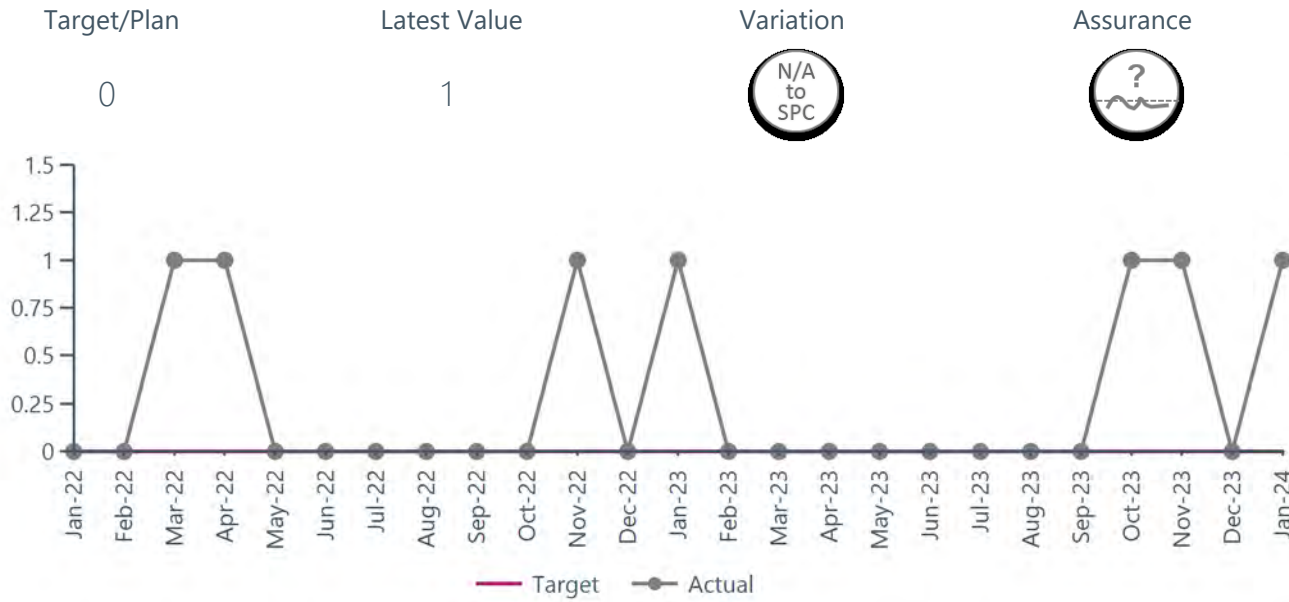 Target/Plan Latest Value Variation Assurance
0 1 N/A to SPC ?
1.5
1.25
1
0.75
0.5
0.25
0
Jan-22 Feb-22 Mar-22 Apr-22 May-22 Jun-22 Jul-22 Aug-22 Sep-22 Oct-22 Nov-22 Dec-22 Jan-23 Feb-23 Mar-23 Apr-23 May-23 Jun-23 Jul-23 Aug-23 Sep-23 Oct-23 Nov-23 Dec-23 Jan-24
Target Actual